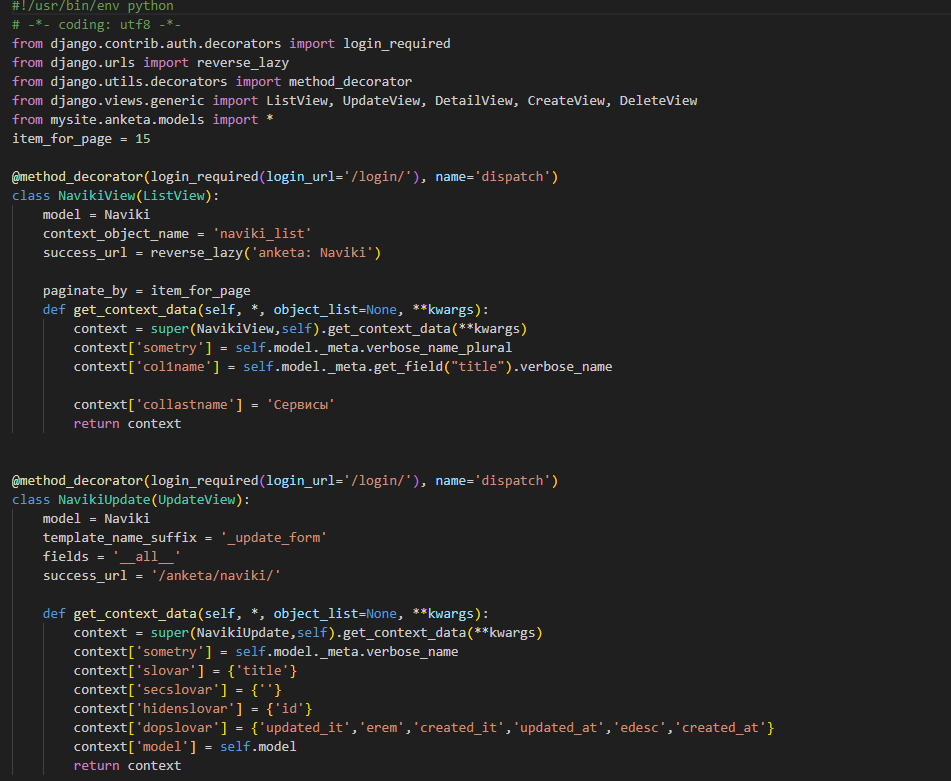 #!/usr/bin/env python
# -*- coding: utf8 -*-
from django.contrib.auth.decorators import login_required
from django.urls import reverse_lazy
from django.utils.decorators import method_decorator
from django.views.generic import ListView, UpdateView, DetailView, CreateView, DeleteView
from mysite.anketa.models import *
item_for_page = 15
@method_decorator(login_required(login_url='/login/'), name='dispatch')
class NavikiView(ListView):
    model = Naviki
    context_object_name = 'naviki_list'
    success_url = reverse_lazy('anketa: Naviki')
    paginate_by = item_for_page
    def get_context_data(self, *, object_list=None, **kwargs):
        context = super(NavikiView,self).get_context_data(**kwargs)
        context['sometry'] = self.model._meta.verbose_name_plural
        context['col1name'] = self.model._meta.get_field("title").verbose_name
        context['collastname'] = 'Сервисы'
        return context
@method_decorator(login_required(login_url='/login/'), name='dispatch')
class NavikiUpdate(UpdateView):
    model = Naviki
    template_name_suffix = '_update_form'
    fields = '__all__'
    success_url = '/anketa/naviki/'
    def get_context_data(self, *, object_list=None, **kwargs):
        context = super(NavikiUpdate,self).get_context_data(**kwargs)
        context['sometry'] = self.model._meta.verbose_name
        context['slovar'] = {'title'}
        context['secslovar'] = {''}
        context['hidenslovar'] = {'id'}
        context['dopslovar'] = {'updated_it','erem','created_it','updated_at','edesc','created_at'}
        context['model'] = self.model
        return context